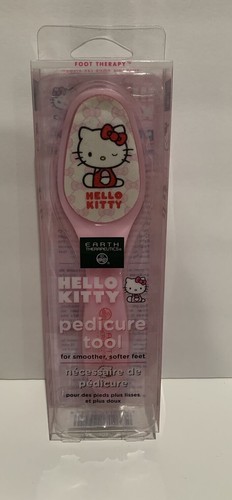 FOOT THERAPY™
HELLO
KITTY
EARTH
THERAPEUTICS
HELLO
KITTY
pedicure
tool
for smoother, softer feet
nécessaire de
pédicure
pour des pieds plus lisses
et plus doux